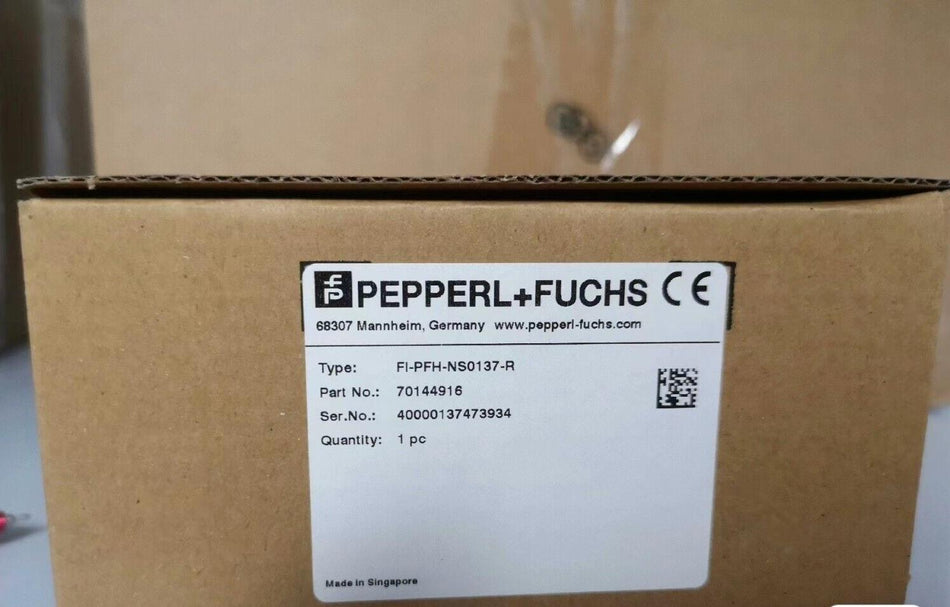 PEPPERL+FUCHS CE
68307 Mannheim, Germany www.pepperl-fuchs.com
Type: FI-PFH-NS0137-R
Part No.: 70144916
Ser.No.: 40000137473934
Quantity: 1 pc
Made in Singapore